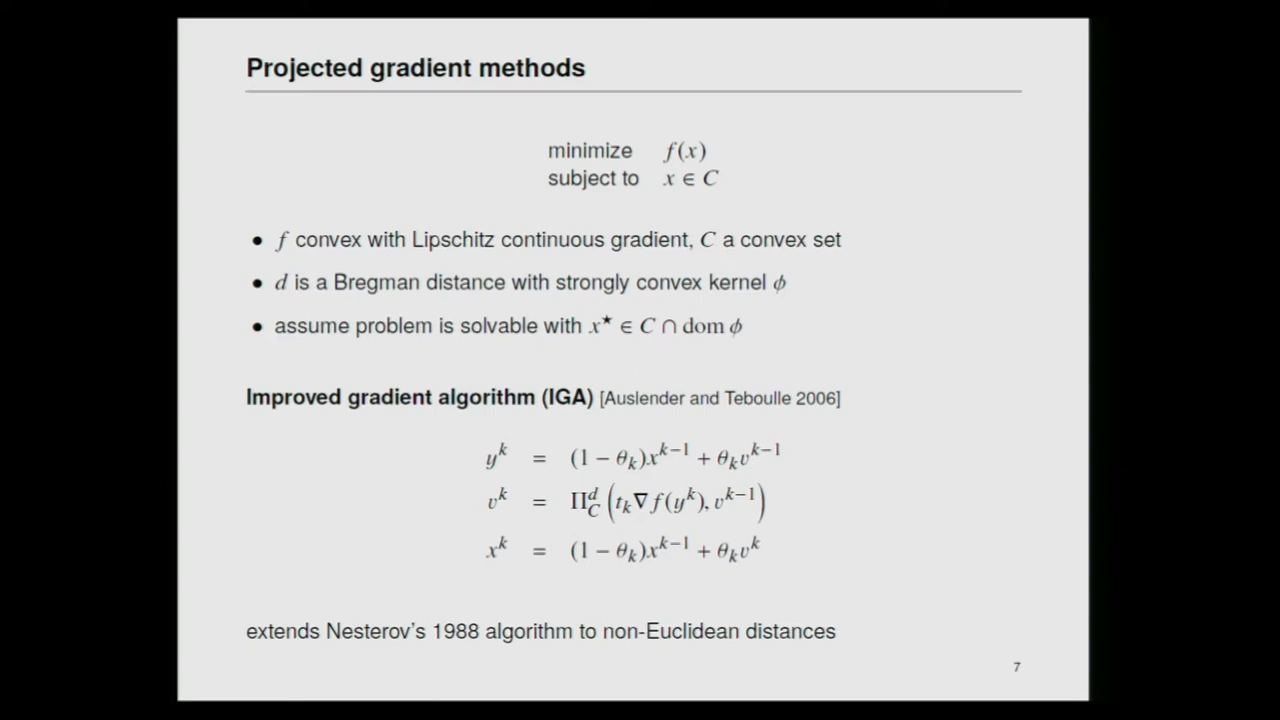 Projected gradient methods
minimize f(x)
subject to x ∈ C
• f convex with Lipschitz continuous gradient, C a convex set
• d is a Bregman distance with strongly convex kernel ϕ
• assume problem is solvable with x★ ∈ C ∩ dom ϕ
Improved gradient algorithm (IGA) [Auslender and Teboulle 2006]
y^k = (1 − θ_k)x^{k−1} + θ_k v^{k−1}
v^k = Π_C^d (t_k ∇f(y^k), v^{k−1})
x^k = (1 − θ_k)x^{k−1} + θ_k v^k
extends Nesterov's 1988 algorithm to non-Euclidean distances
7